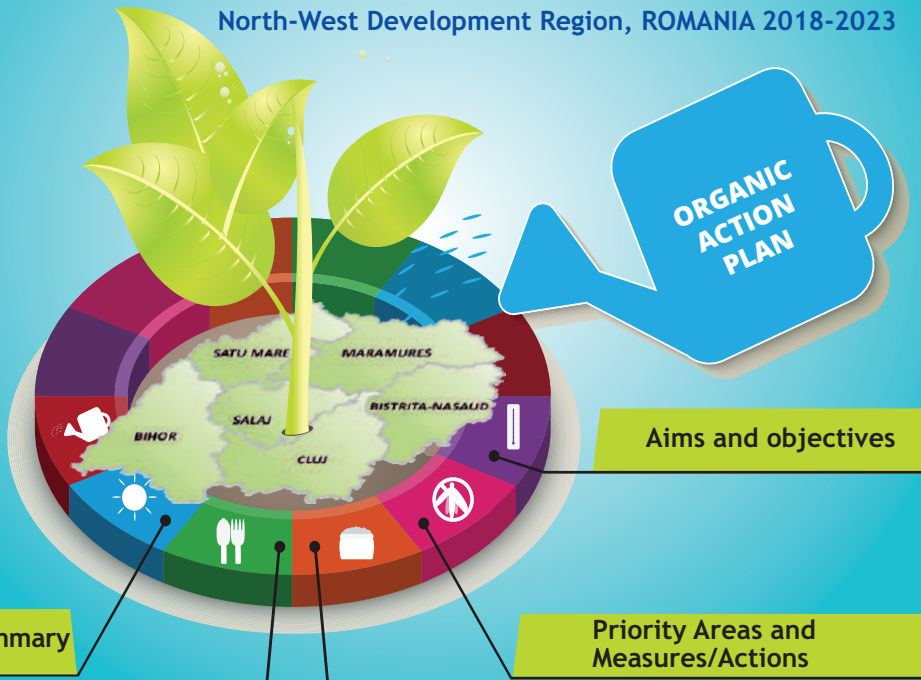 North-West Development Region, ROMANIA 2018-2023
ORGANIC
ACTION
PLAN
SATU MARE
MARAMURES
SALAJ
BISTRITA-NASAUD
BIHOR
CLUJ
Aims and objectives
Priority Areas and
Measures/Actions